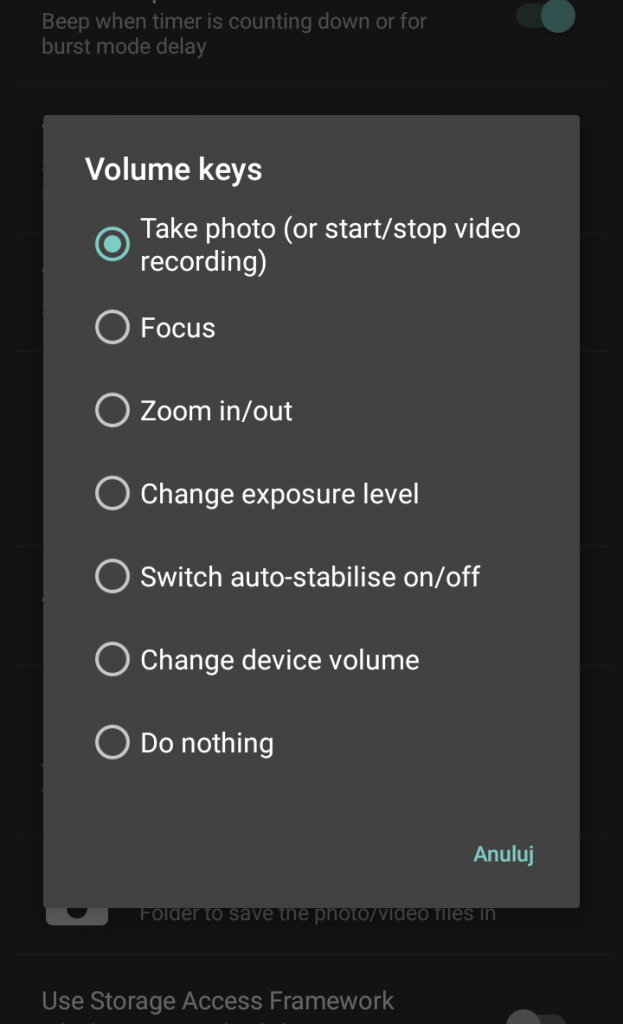 Beep when timer is counting down or for
burst mode delay
Volume keys
Take photo (or start/stop video
recording)
Focus
Zoom in/out
Change exposure level
Switch auto-stabilise on/off
Change device volume
Do nothing
Anuluj
Folder to save the photo/video files in
Use Storage Access Framework